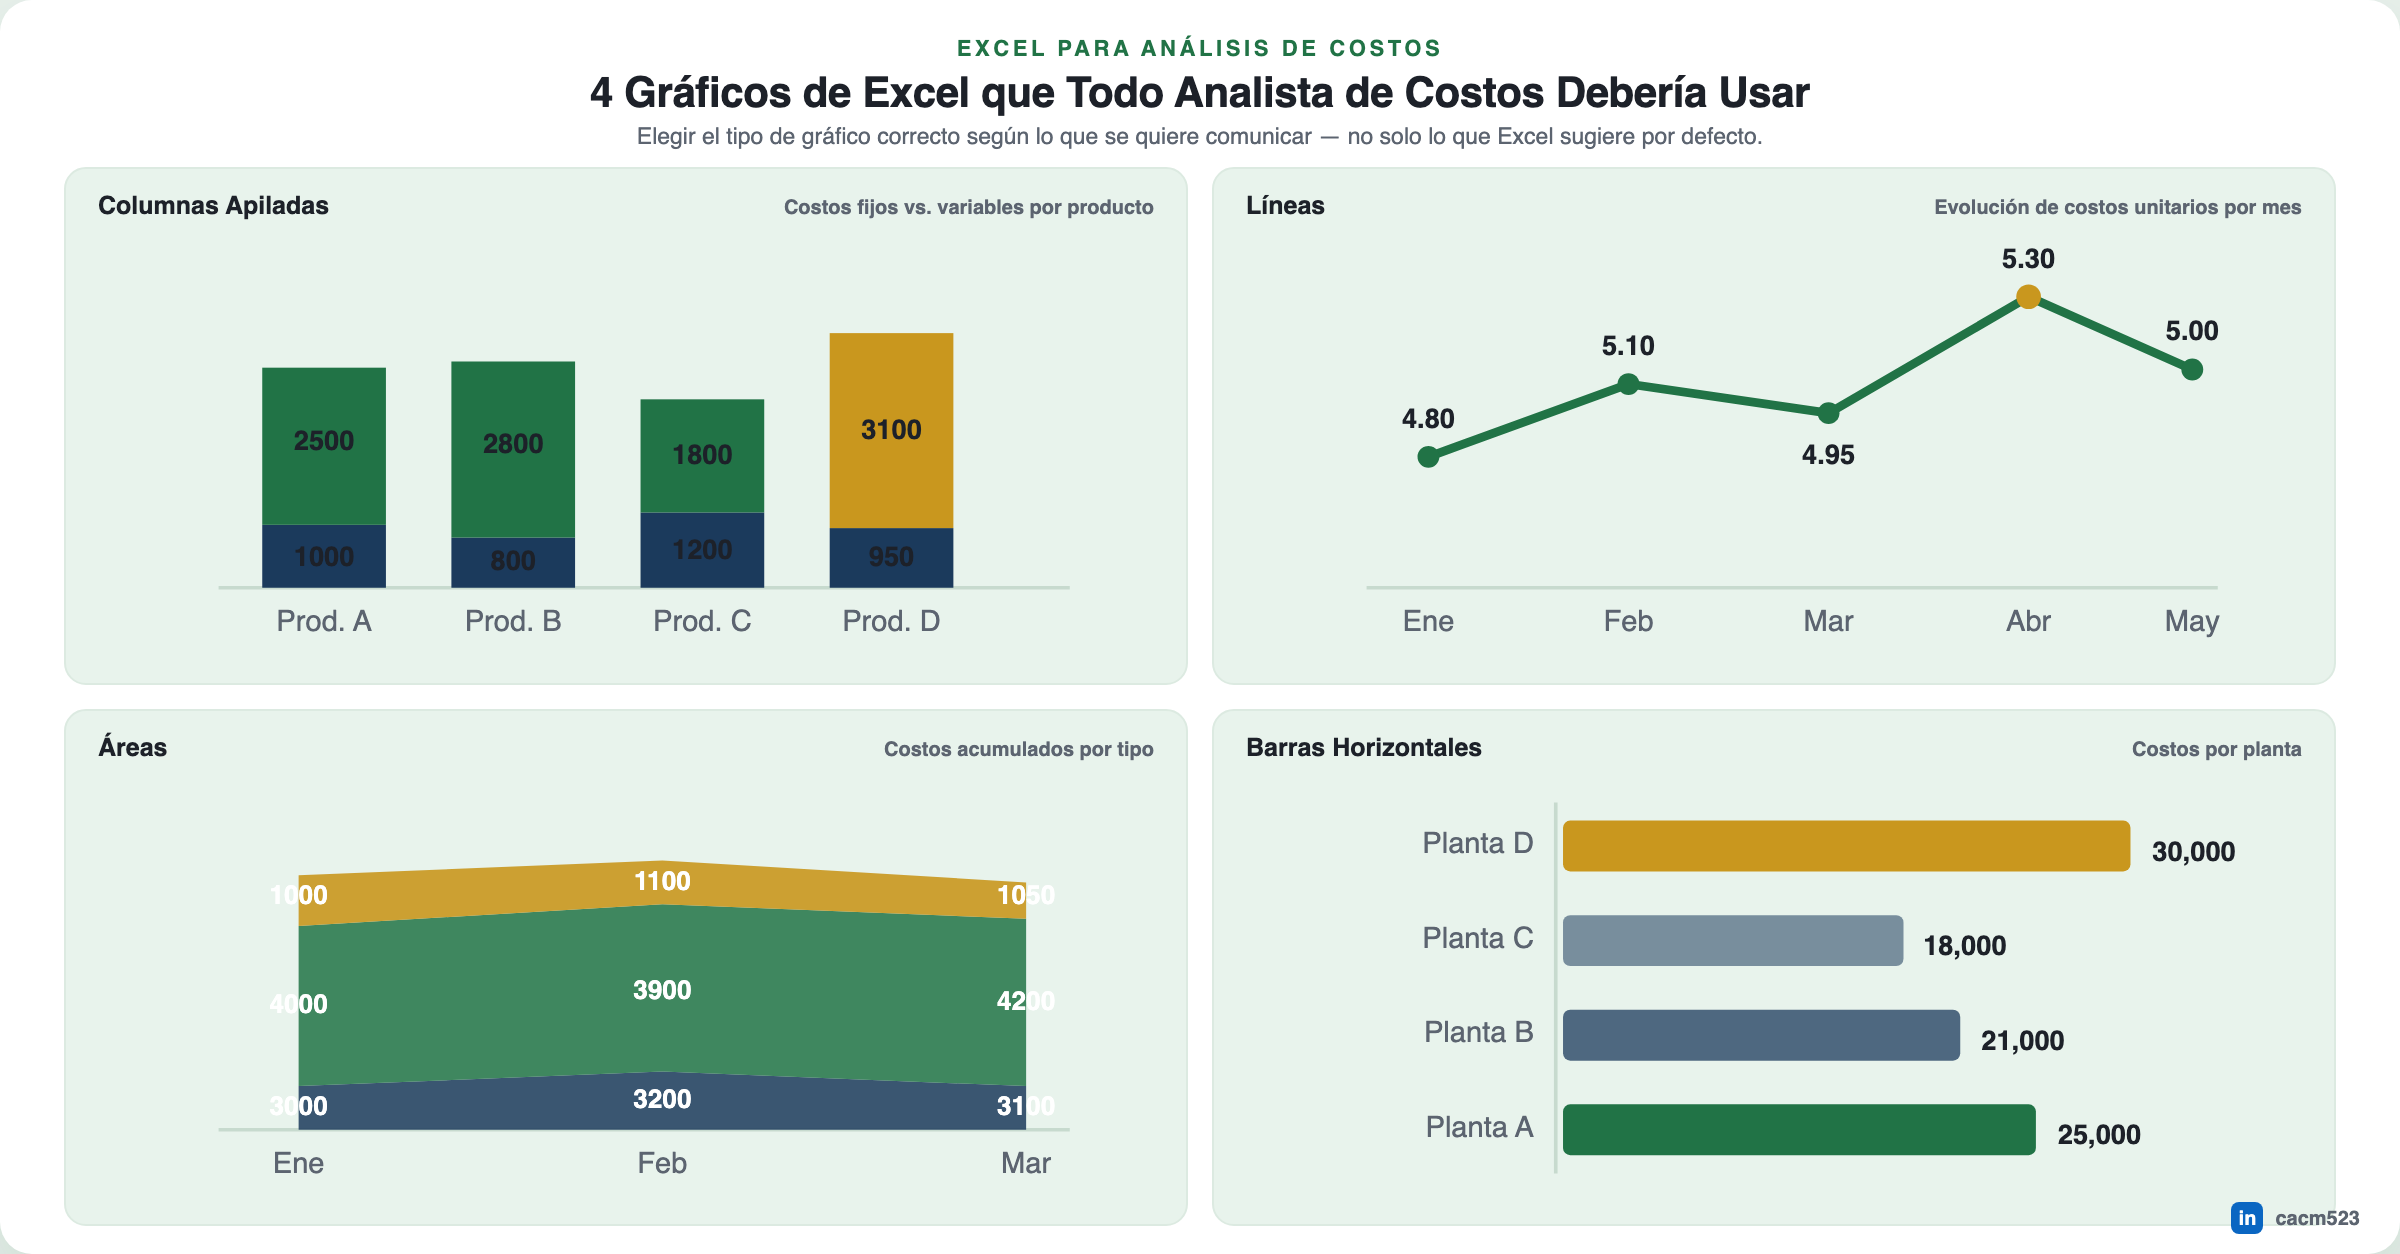 EXCEL PARA ANÁLISIS DE COSTOS
4 Gráficos de Excel que Todo Analista de Costos Debería Usar
Elegir el tipo de gráfico correcto según lo que se quiere comunicar — no solo lo que Excel sugiere por defecto.
Columnas Apiladas
Costos fijos vs. variables por producto
2500
2800
1800
3100
1000
800
1200
950
Prod. A
Prod. B
Prod. C
Prod. D
Líneas
Evolución de costos unitarios por mes
4.80
5.10
4.95
5.30
5.00
Ene
Feb
Mar
Abr
May
Áreas
Costos acumulados por tipo
1000
1100
1050
4000
3900
4200
3000
3200
3100
Ene
Feb
Mar
Barras Horizontales
Costos por planta
Planta D
30,000
Planta C
18,000
Planta B
21,000
Planta A
25,000
in cacm523